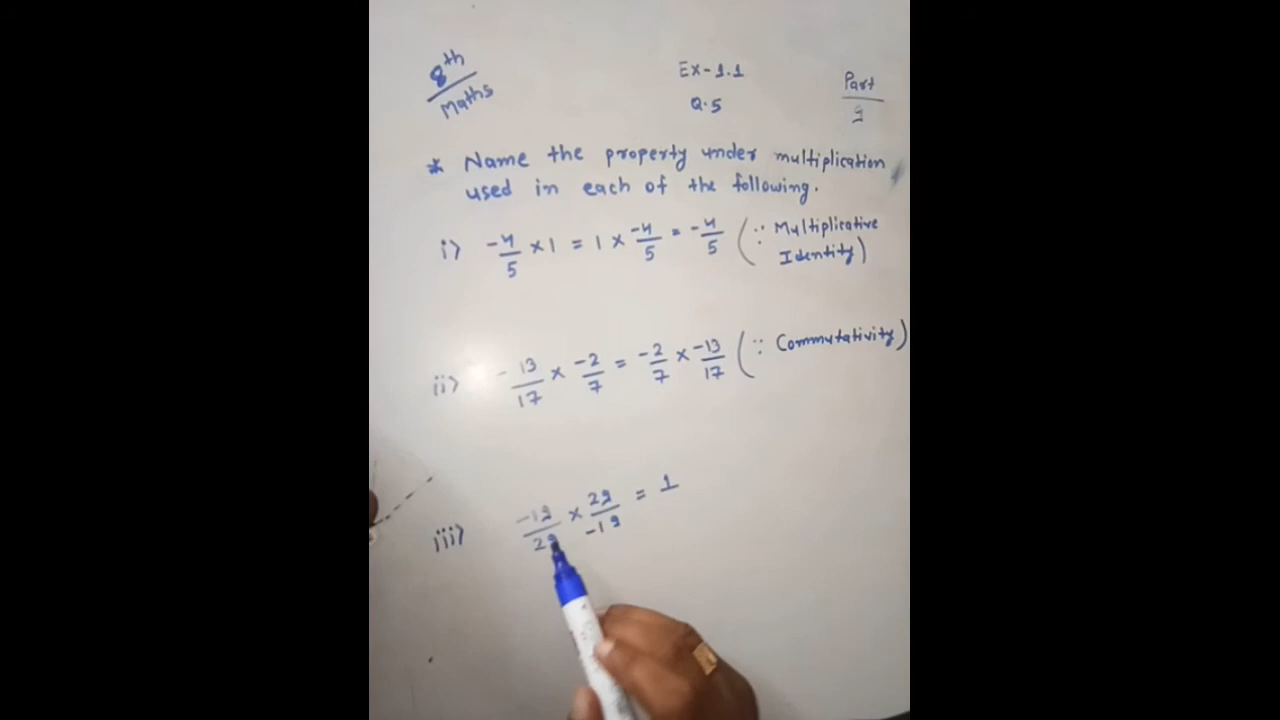 8th
Maths
Ex-1.1
Q.5
Part
9
* Name the property under multiplication
used in each of the following.
i) -4/5 × 1 = 1 × -4/5 = -4/5 (∵ Multiplicative
Identity)
ii) -13/17 × -2/7 = -2/7 × -13/17 (∵ Commutativity)
iii) -19/29 × 29/-19 = 1